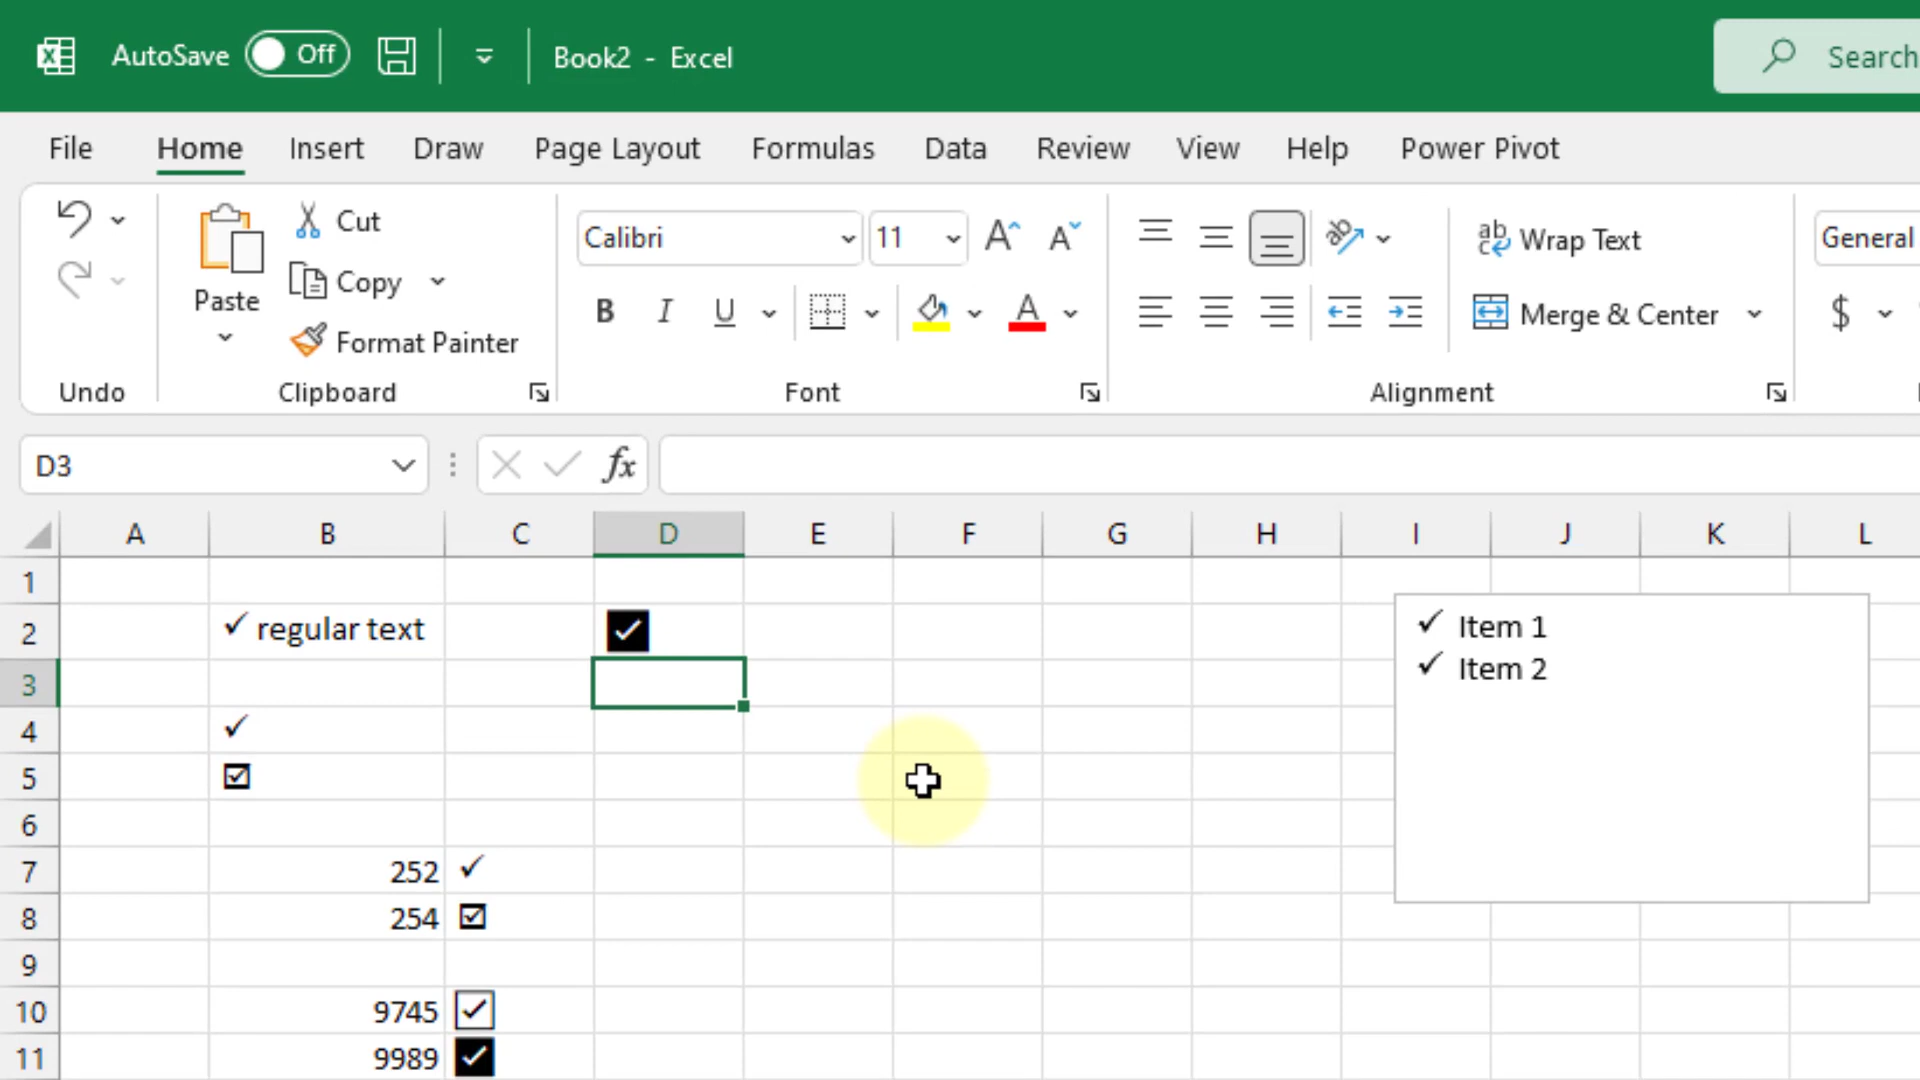 AutoSave Off Book2 - Excel Search
File Home Insert Draw Page Layout Formulas Data Review View Help Power Pivot
Paste Cut Copy Format Painter
Calibri 11
B I U A
Wrap Text
Merge & Center
General
$
Undo Clipboard Font Alignment
D3 fx
A B C D E F G H I J K L
1
2 ✓ regular text
3
4 ✓
5 ☑
6
7 252 ✓
8 254 ☑
9
10 9745 ☑
11 9989 ✓
✓ Item 1
✓ Item 2